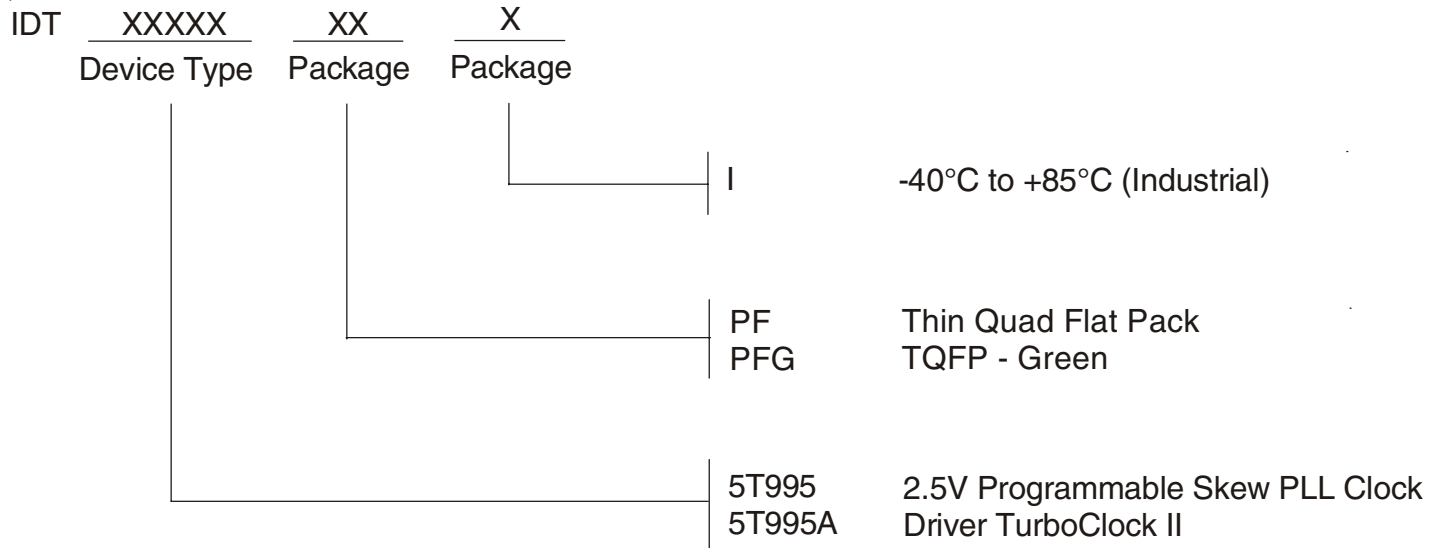 IDT XXXXX XX X
Device Type Package Package
I -40°C to +85°C (Industrial)
PF Thin Quad Flat Pack
PFG TQFP - Green
5T995 2.5V Programmable Skew PLL Clock
5T995A Driver TurboClock II